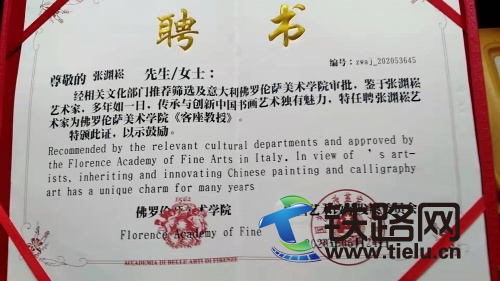 聘书
编号:zwaj_202053645
尊敬的 张渊崧 先生/女士:
经相关文化部门推荐筛选及意大利佛罗伦萨美术学院审批,鉴于张渊崧
艺术家,多年如一日,传承与创新中国书画艺术独有魅力,特任聘张渊崧艺
术家为佛罗伦萨美术学院《客座教授》。
特颁此证,以示鼓励。
Recommended by the relevant cultural departments and approved by
the Florence Academy of Fine Arts in Italy. In view of 's art-
ists, inheriting and innovating Chinese painting and calligraphy
art has a unique charm for many years
佛罗伦萨美术学院
Florence Academy of Fine
ACCADEMIA DI BELLE ARTI DI FIRENZE
铁路网
www.tielu.cn